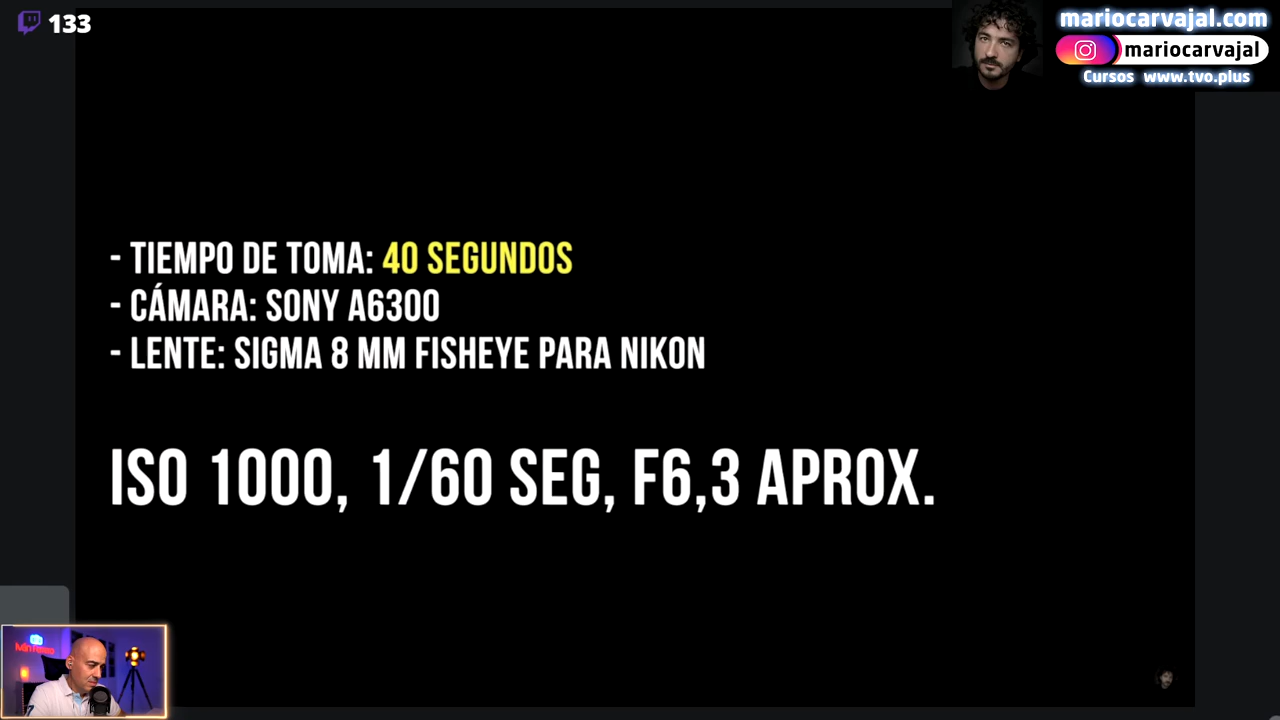 133
mariocarvajal.com
mariocarvajal
Cursos www.tvo.plus
- TIEMPO DE TOMA: 40 SEGUNDOS
- CÁMARA: SONY A6300
- LENTE: SIGMA 8 MM FISHEYE PARA NIKON
ISO 1000, 1/60 SEG, F6,3 APROX.